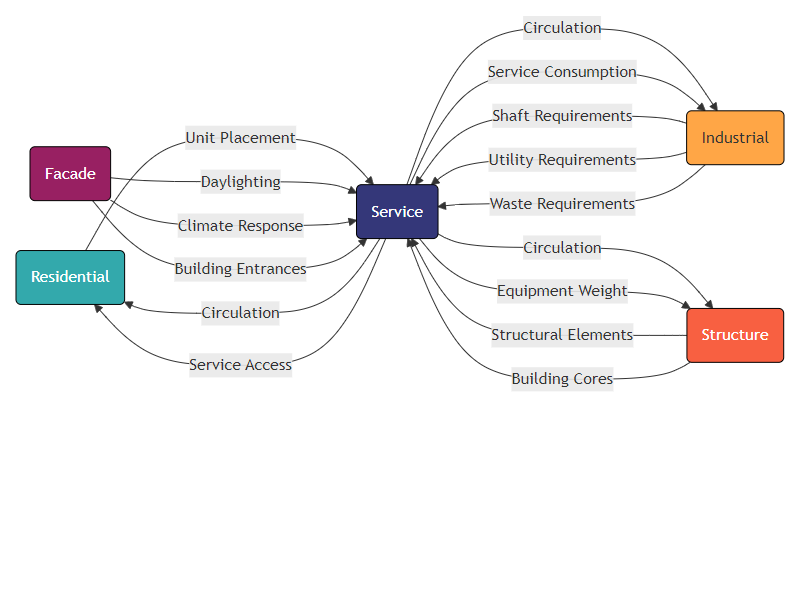 Circulation
Service Consumption
Shaft Requirements
Utility Requirements
Waste Requirements
Industrial
Unit Placement
Facade
Daylighting
Climate Response
Building Entrances
Service
Residential
Circulation
Service Access
Circulation
Equipment Weight
Structural Elements
Building Cores
Structure